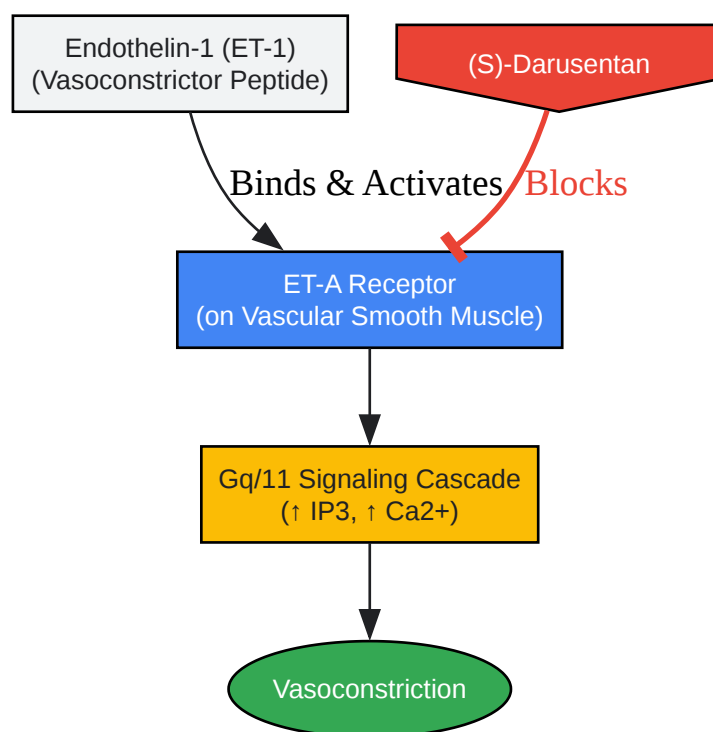 Endothelin-1 (ET-1)
(Vasoconstrictor Peptide)
(S)-Darusentan
Binds & Activates
Blocks
ET-A Receptor
(on Vascular Smooth Muscle)
Gq/11 Signaling Cascade
(↑ IP3, ↑ Ca2+)
Vasoconstriction